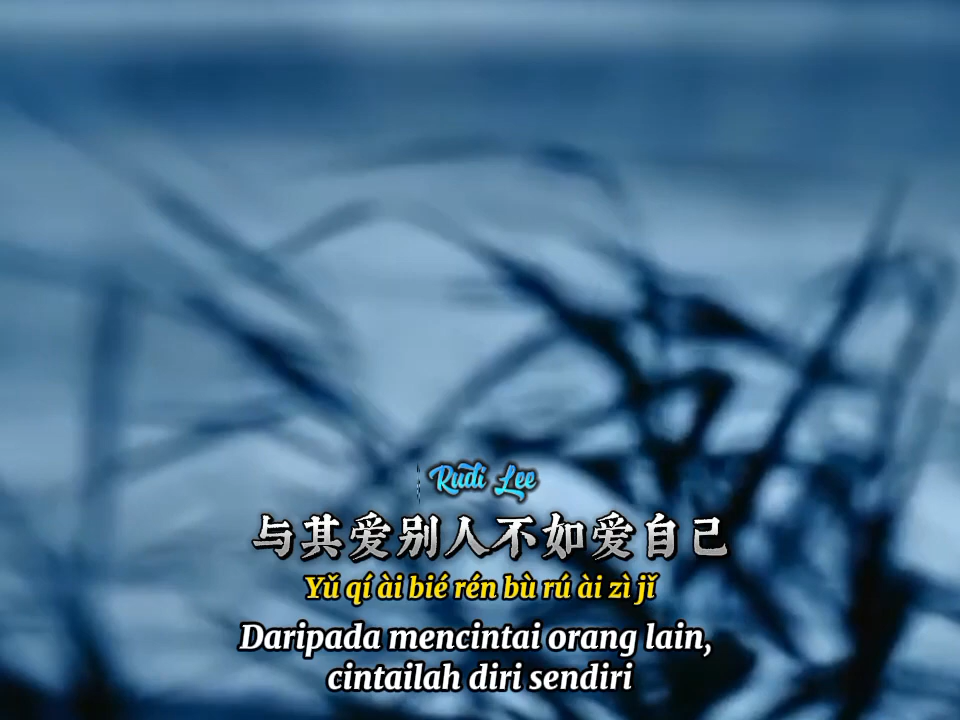 Rudi Lee
与其爱别人不如爱自己
Yǔ qí ài bié rén bù rú ài zì jǐ
Daripada mencintai orang lain,
cintailah diri sendiri